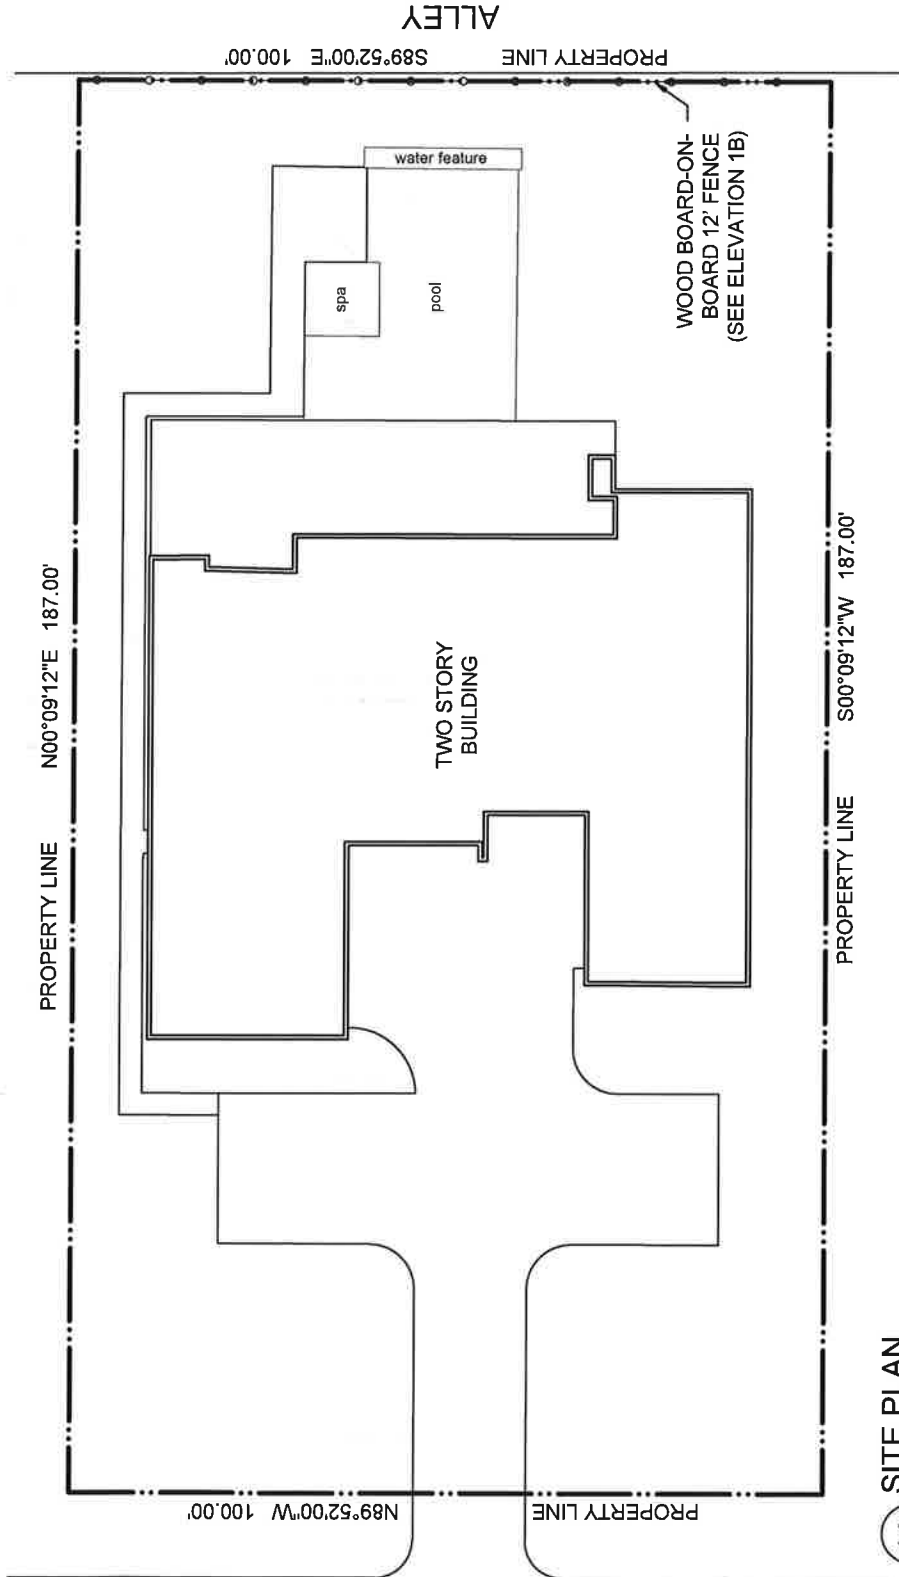 ALLEY
PROPERTY LINE S89°52'00"E 100.00'
water feature
spa
pool
WOOD BOARD-ON-
BOARD 12' FENCE
(SEE ELEVATION 1B)
PROPERTY LINE N00°09'12"E 187.00'
TWO STORY
BUILDING
PROPERTY LINE S00°09'12"W 187.00'
PROPERTY LINE N89°52'00"W 100.00'
SITE PLAN